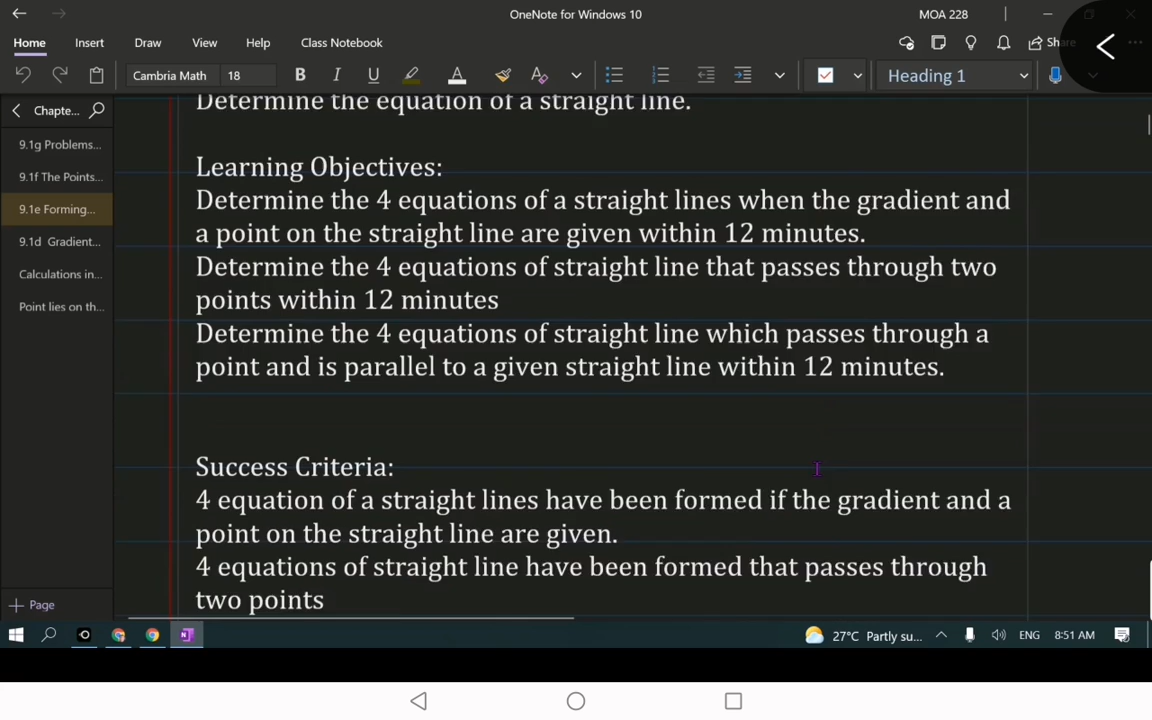 OneNote for Windows 10
MOA 228
Home Insert Draw View Help Class Notebook
Share
Cambria Math 18 B I U A A Heading 1
Chapte...
9.1g Problems...
9.1f The Points...
9.1e Forming...
9.1d Gradient...
Calculations in...
Point lies on th...
Page
Determine the equation of a straight line.
Learning Objectives:
Determine the 4 equations of a straight lines when the gradient and
a point on the straight line are given within 12 minutes.
Determine the 4 equations of straight line that passes through two
points within 12 minutes
Determine the 4 equations of straight line which passes through a
point and is parallel to a given straight line within 12 minutes.
Success Criteria:
4 equation of a straight lines have been formed if the gradient and a
point on the straight line are given.
4 equations of straight line have been formed that passes through
two points
27°C Partly su... ENG 8:51 AM